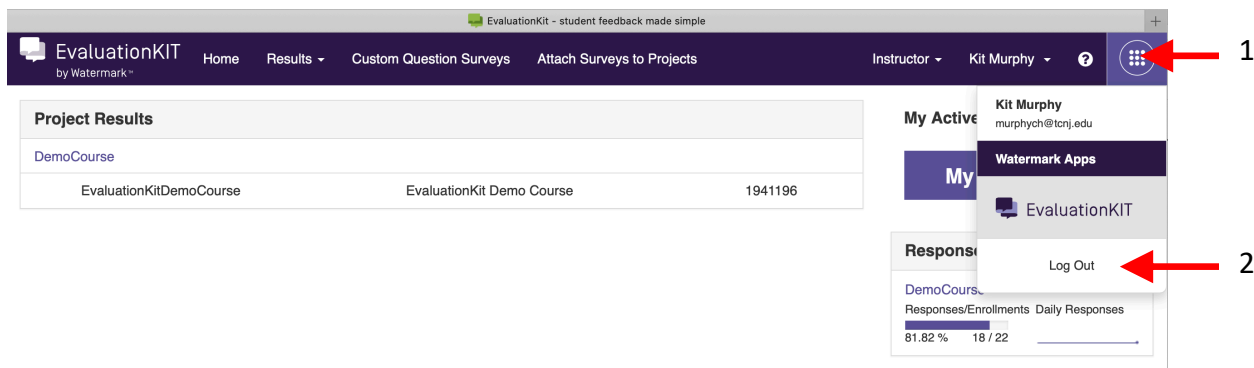 EvaluationKit - student feedback made simple +
EvaluationKIT
by Watermark™
Home Results Custom Question Surveys Attach Surveys to Projects Instructor Kit Murphy ? 1
Project Results
DemoCourse
EvaluationKitDemoCourse EvaluationKit Demo Course 1941196
My Active
My
Kit Murphy
murphych@tcnj.edu
Watermark Apps
EvaluationKIT
Log Out 2
Response
DemoCourse
Responses/Enrollments Daily Responses
81.82 % 18 / 22